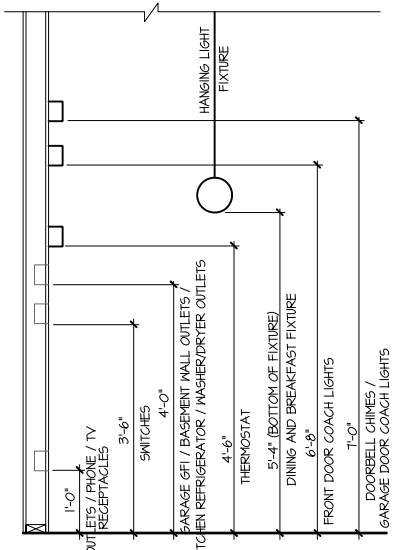 HANGING LIGHT
FIXTURE
1'-0"
OUTLETS / PHONE / TV
RECEPTACLES
3'-6"
SWITCHES
4'-0"
GARAGE GFI / BASEMENT WALL OUTLETS /
TCHEN REFRIGERATOR / WASHER/DRYER OUTLETS
4'-6"
THERMOSTAT
5'-4" (BOTTOM OF FIXTURE)
DINING AND BREAKFAST FIXTURE
6'-8"
FRONT DOOR COACH LIGHTS
7'-0"
DOORBELL CHIMES /
GARAGE DOOR COACH LIGHTS